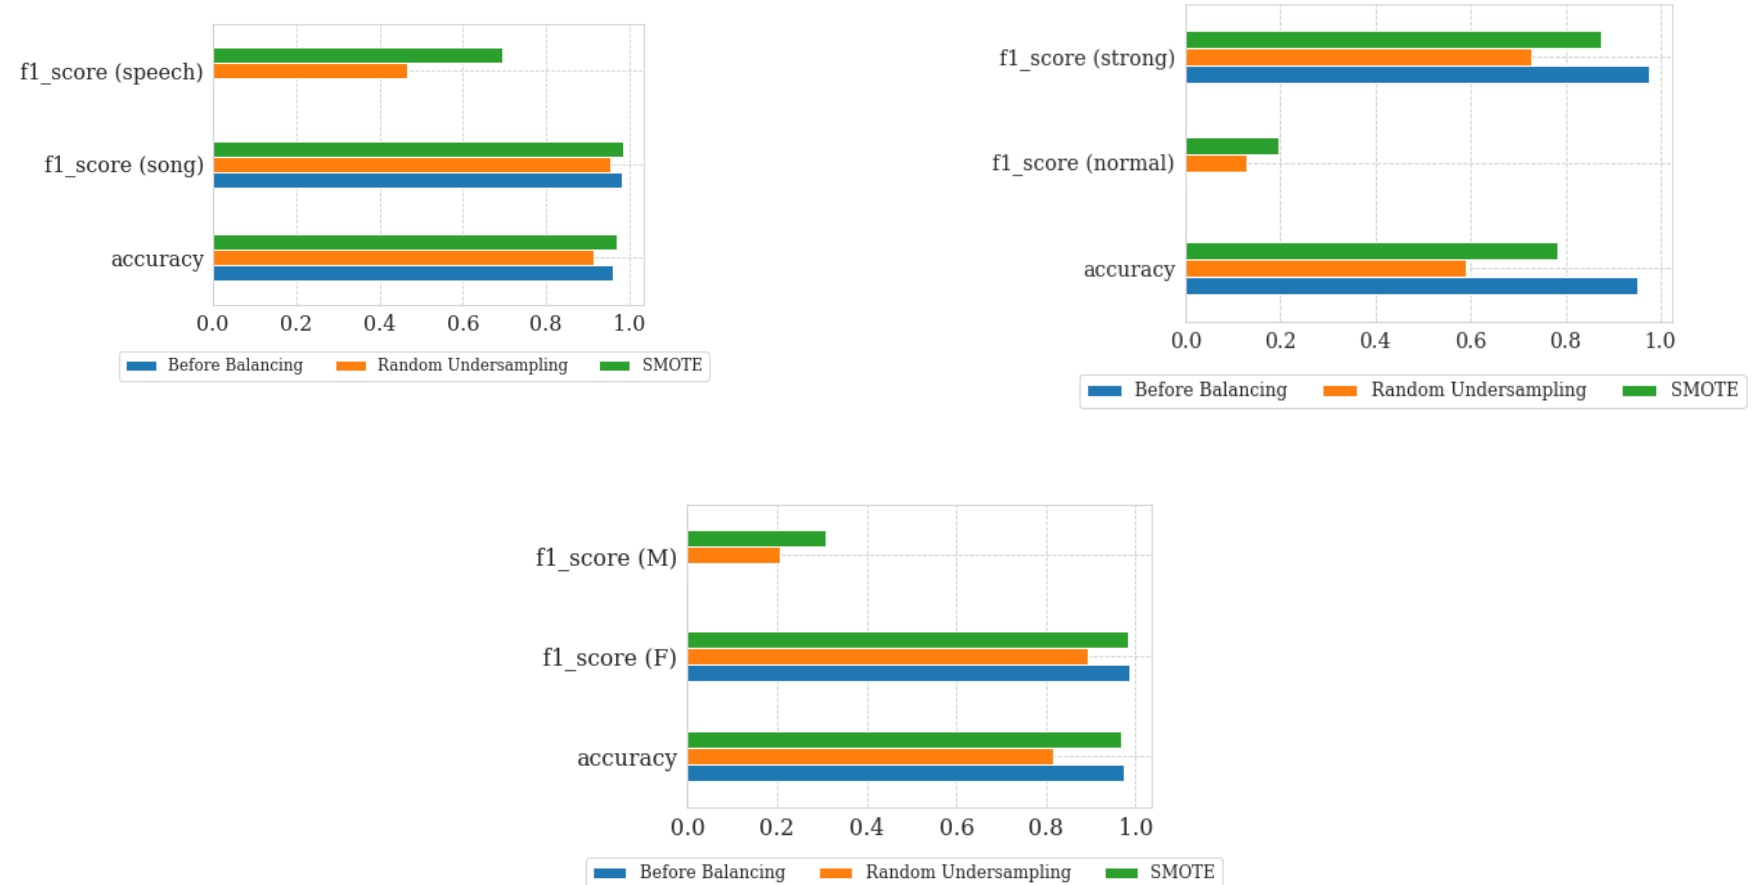 f1_score (speech)
f1_score (song)
accuracy
0.0 0.2 0.4 0.6 0.8 1.0
Before Balancing Random Undersampling SMOTE
f1_score (strong)
f1_score (normal)
accuracy
0.0 0.2 0.4 0.6 0.8 1.0
Before Balancing Random Undersampling SMOTE
f1_score (M)
f1_score (F)
accuracy
0.0 0.2 0.4 0.6 0.8 1.0
Before Balancing Random Undersampling SMOTE